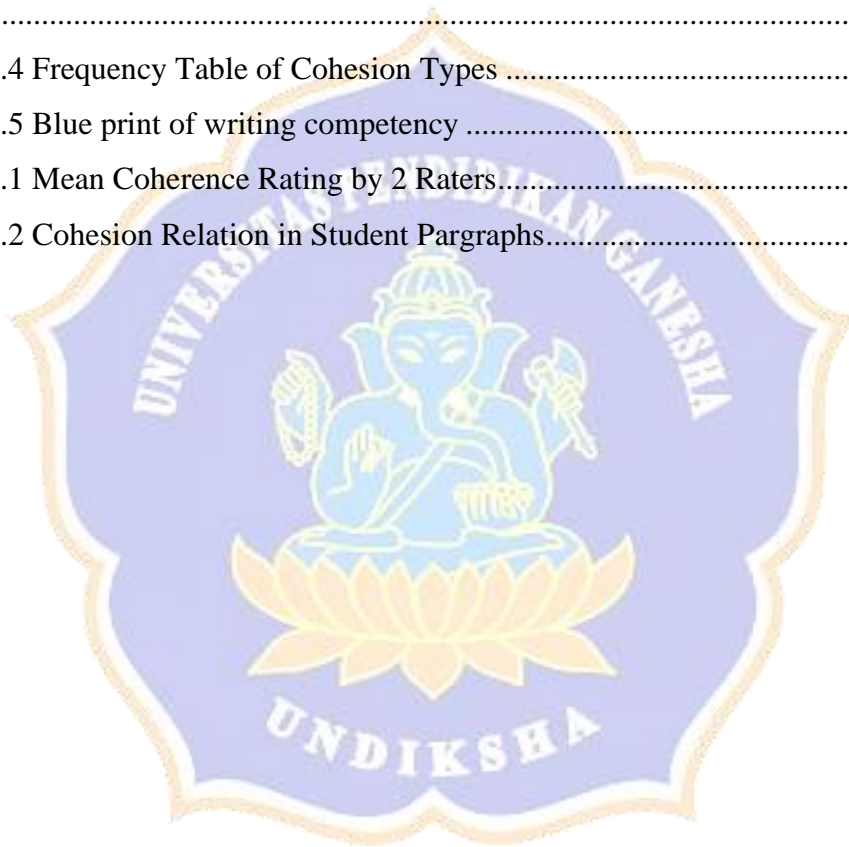 ....................................................................................................
.4 Frequency Table of Cohesion Types ........................................
.5 Blue print of writing competency .............................................
.1 Mean Coherence Rating by 2 Raters.........................................
.2 Cohesion Relation in Student Pargraphs...................................
UNIVERSITAS PENDIDIKAN GANESHA
UNDIKSHA